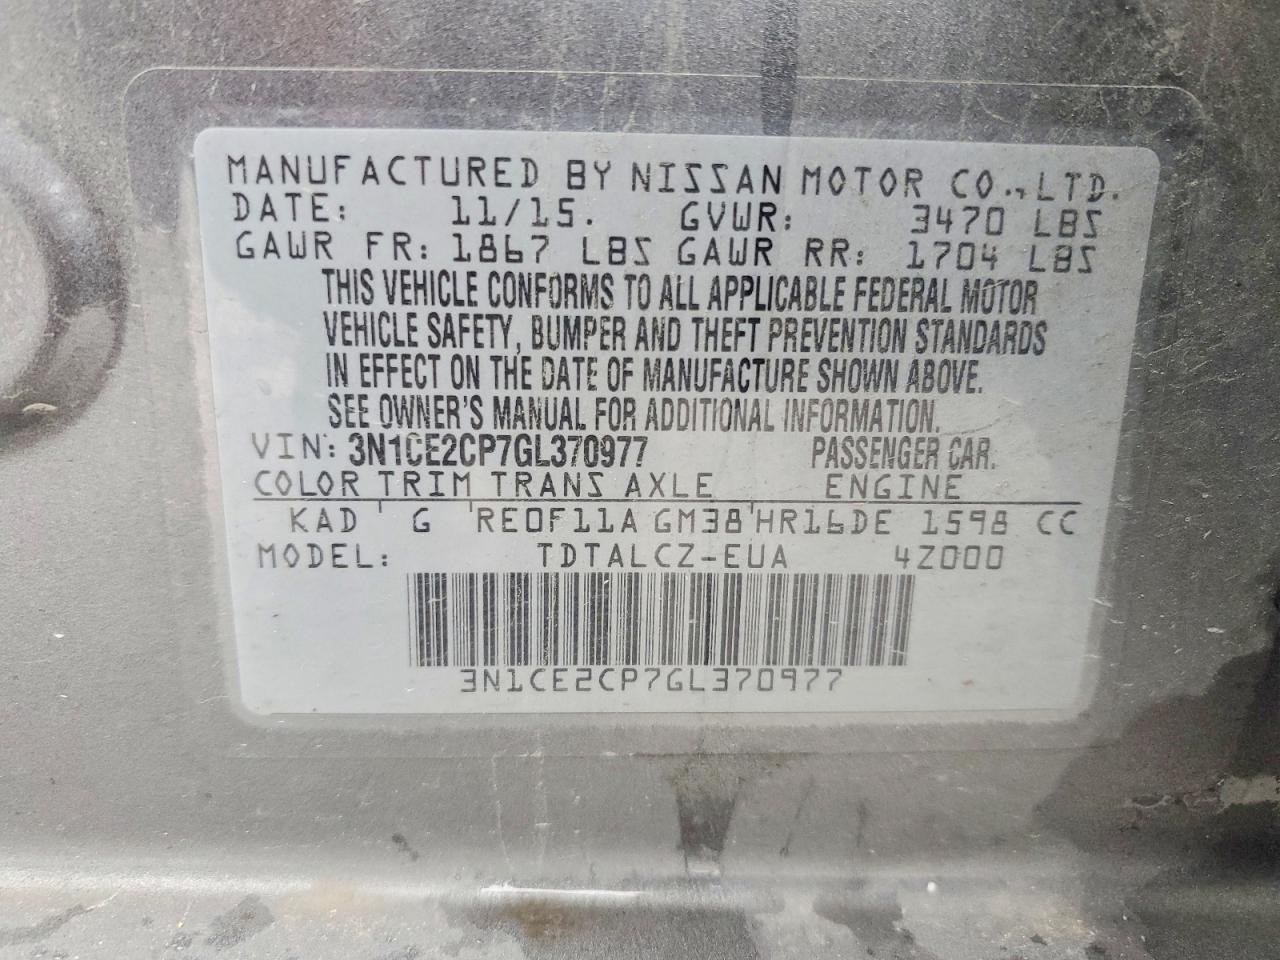 MANUFACTURED BY NISSAN MOTOR CO.,LTD.
DATE: 11/15. GVWR: 3470 LBS
GAWR FR: 1867 LBS GAWR RR: 1704 LBS
THIS VEHICLE CONFORMS TO ALL APPLICABLE FEDERAL MOTOR
VEHICLE SAFETY, BUMPER AND THEFT PREVENTION STANDARDS
IN EFFECT ON THE DATE OF MANUFACTURE SHOWN ABOVE.
SEE OWNER'S MANUAL FOR ADDITIONAL INFORMATION.
VIN: 3N1CE2CP7GL370977 PASSENGER CAR.
COLOR TRIM TRANS AXLE ENGINE
KAD ' G 'RE0F11A GM38'HR16DE 1598 CC
MODEL: TDTALCZ-EUA 4Z000
3N1CE2CP7GL370977